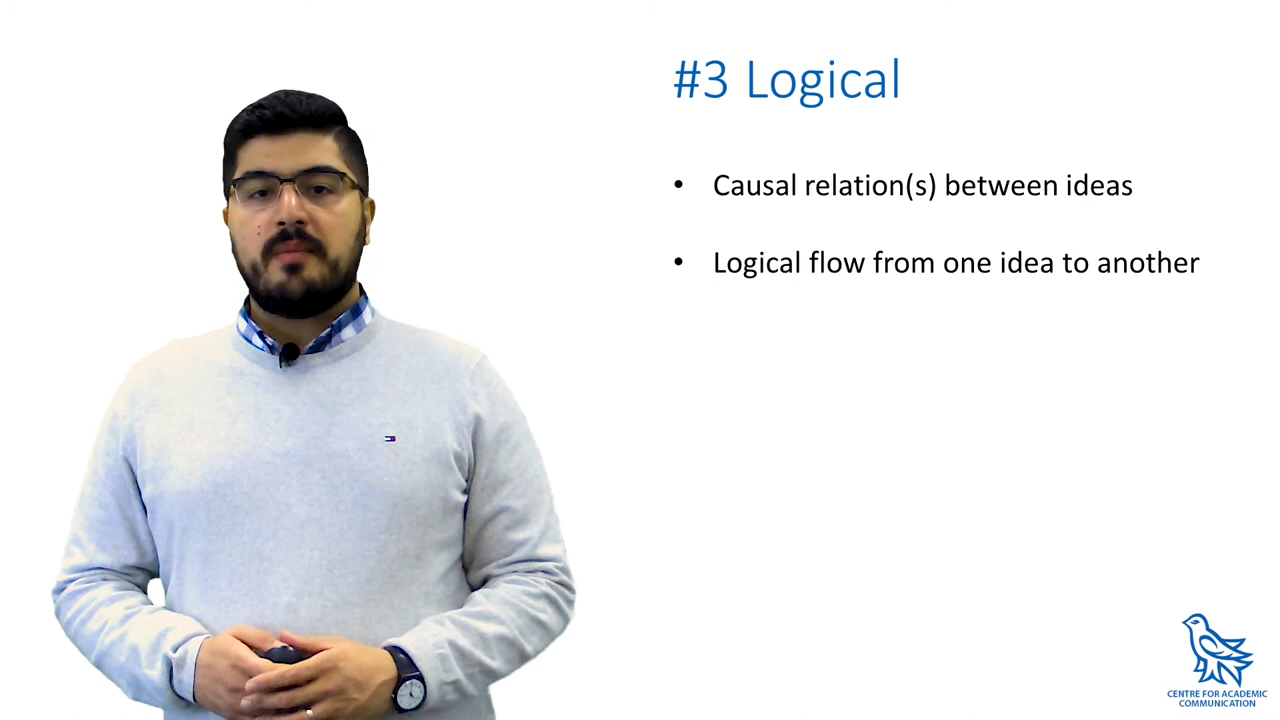 #3 Logical
• Causal relation(s) between ideas
• Logical flow from one idea to another
CENTRE FOR ACADEMIC
COMMUNICATION